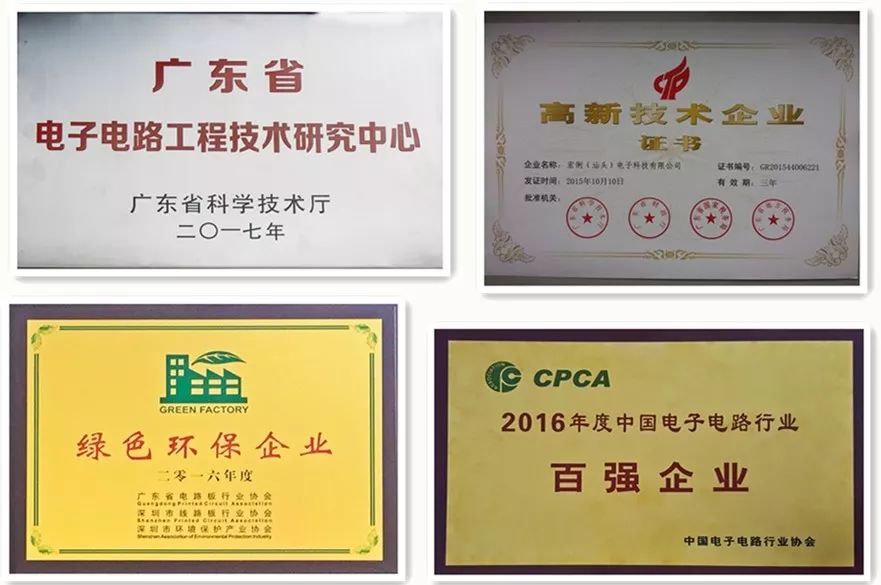 广东省
电子电路工程技术研究中心
广东省科学技术厅
二〇一七年
高新技术企业
证书
企业名称：宏俐（汕头）电子科技有限公司
证书编号：GR201544006221
发证时间：2015年10月10日
有 效 期：三年
批准机关：
GREEN FACTORY
绿色环保企业
二零一六年度
广东省电路板行业协会
Guangdong Printed Circuit Association
深圳市线路板行业协会
Shenzhen Printed Circuit Association
深圳市环境保护产业协会
Shenzhen Association of Environmental Protection Industry
CPCA
2016年度中国电子电路行业
百强企业
中国电子电路行业协会